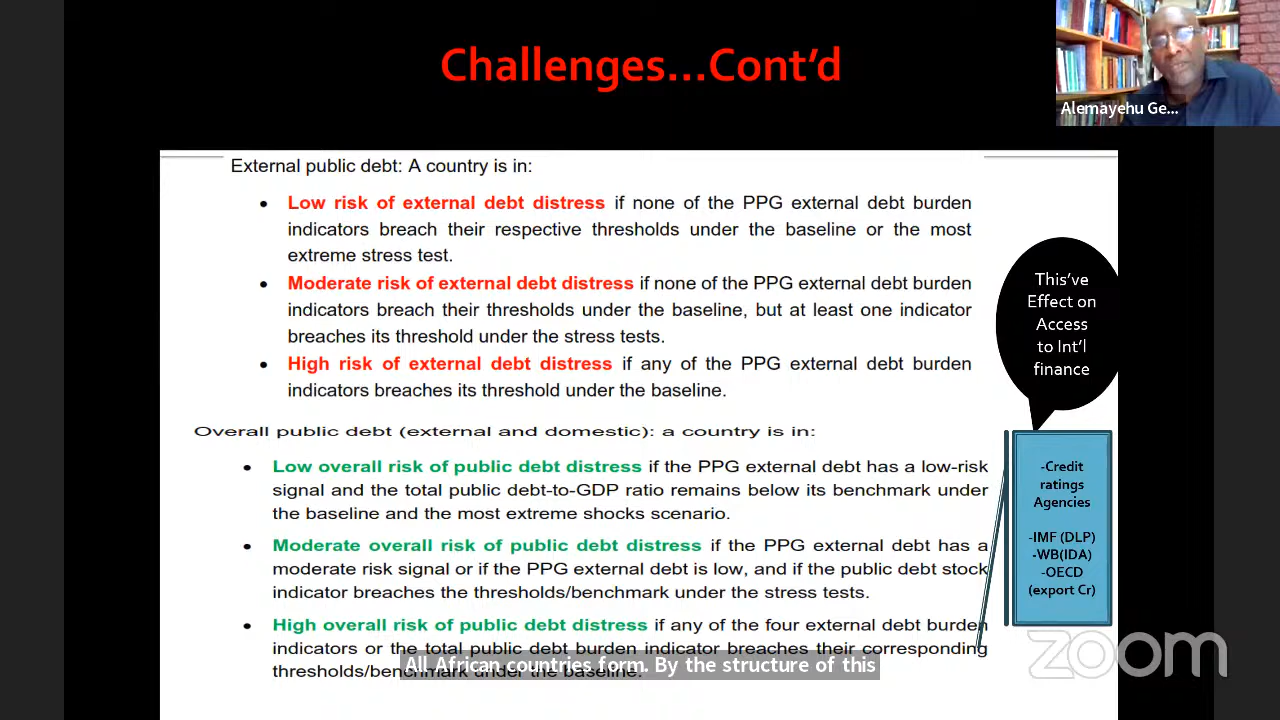 Challenges...Cont'd
Alemayehu Ge...
External public debt: A country is in:
• Low risk of external debt distress if none of the PPG external debt burden
indicators breach their respective thresholds under the baseline or the most
extreme stress test.
• Moderate risk of external debt distress if none of the PPG external debt burden
indicators breach their thresholds under the baseline, but at least one indicator
breaches its threshold under the stress tests.
• High risk of external debt distress if any of the PPG external debt burden
indicators breaches its threshold under the baseline.
Overall public debt (external and domestic): a country is in:
• Low overall risk of public debt distress if the PPG external debt has a low-risk
signal and the total public debt-to-GDP ratio remains below its benchmark under
the baseline and the most extreme shocks scenario.
• Moderate overall risk of public debt distress if the PPG external debt has a
moderate risk signal or if the PPG external debt is low, and if the public debt stock
indicator breaches the thresholds/benchmark under the stress tests.
• High overall risk of public debt distress if any of the four external debt burden
indicators or the total public debt burden indicator breaches their corresponding
thresholds/benchmark under the baseline.
This've
Effect on
Access
to Int'l
finance
-Credit
ratings
Agencies
-IMF (DLP)
-WB(IDA)
-OECD
(export Cr)
All African countries form. By the structure of this
zoom